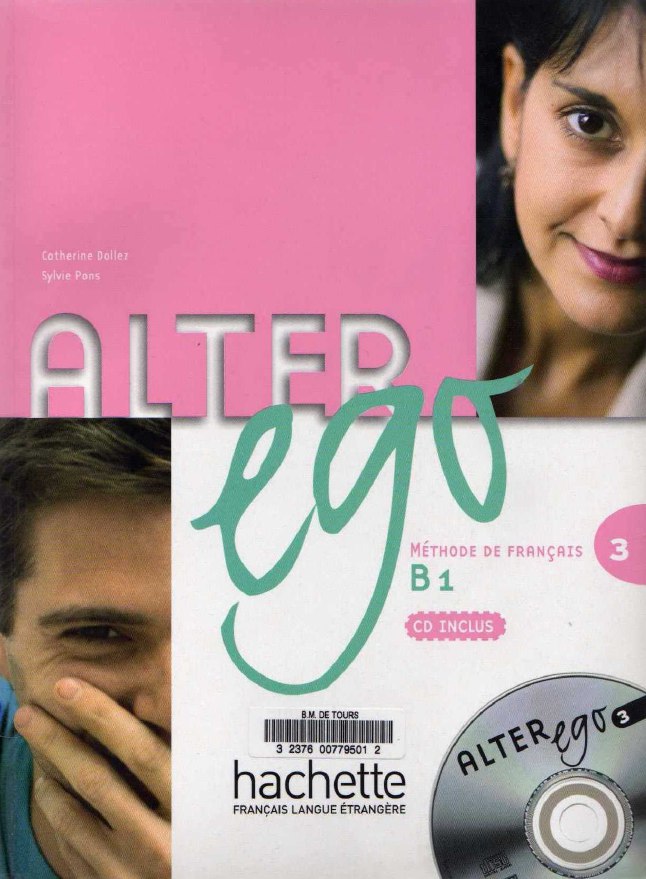 Catherine Dollez
Sylvie Pons
ALTER
ego
MÉTHODE DE FRANÇAIS
3
B1
CD INCLUS
B.M. DE TOURS
3 2376 00779501 2
hachette
FRANÇAIS LANGUE ÉTRANGÈRE
ALTER ego 3